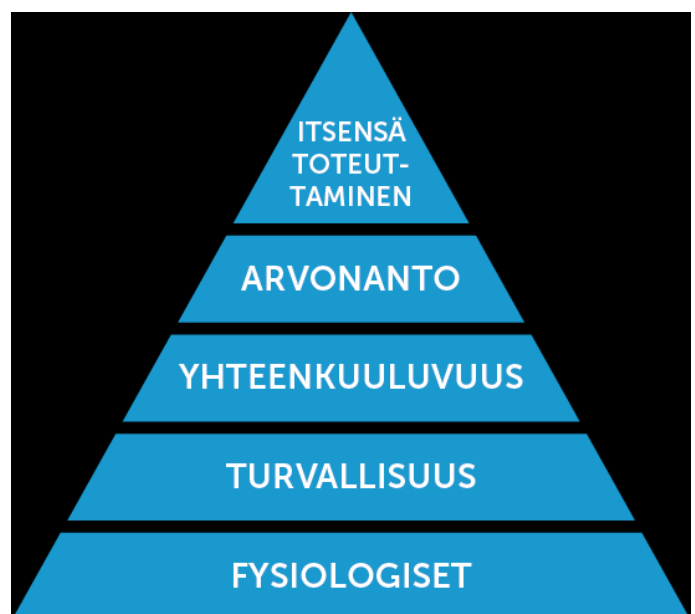 ITSENSÄ
TOTEUT-
TAMINEN
ARVONANTO
YHTEENKUULUVUUS
TURVALLISUUS
FYSIOLOGISET